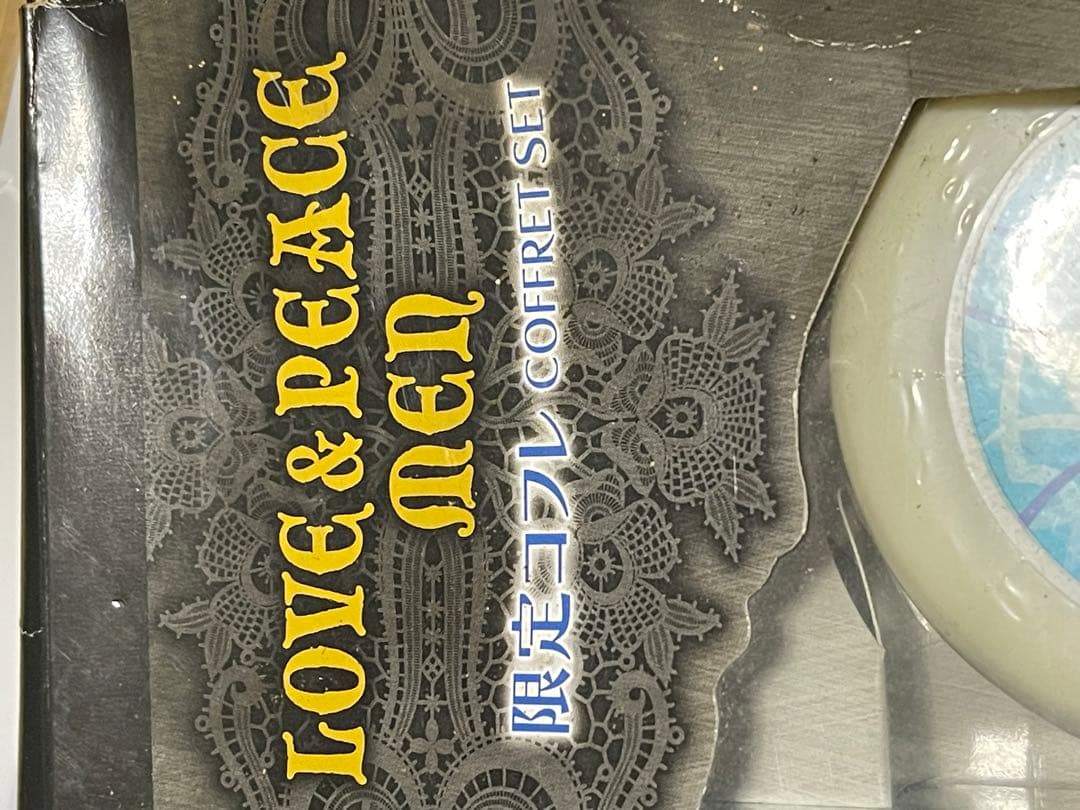 LOVE&PEACE
MEN
限定コフレ COFFRET SET